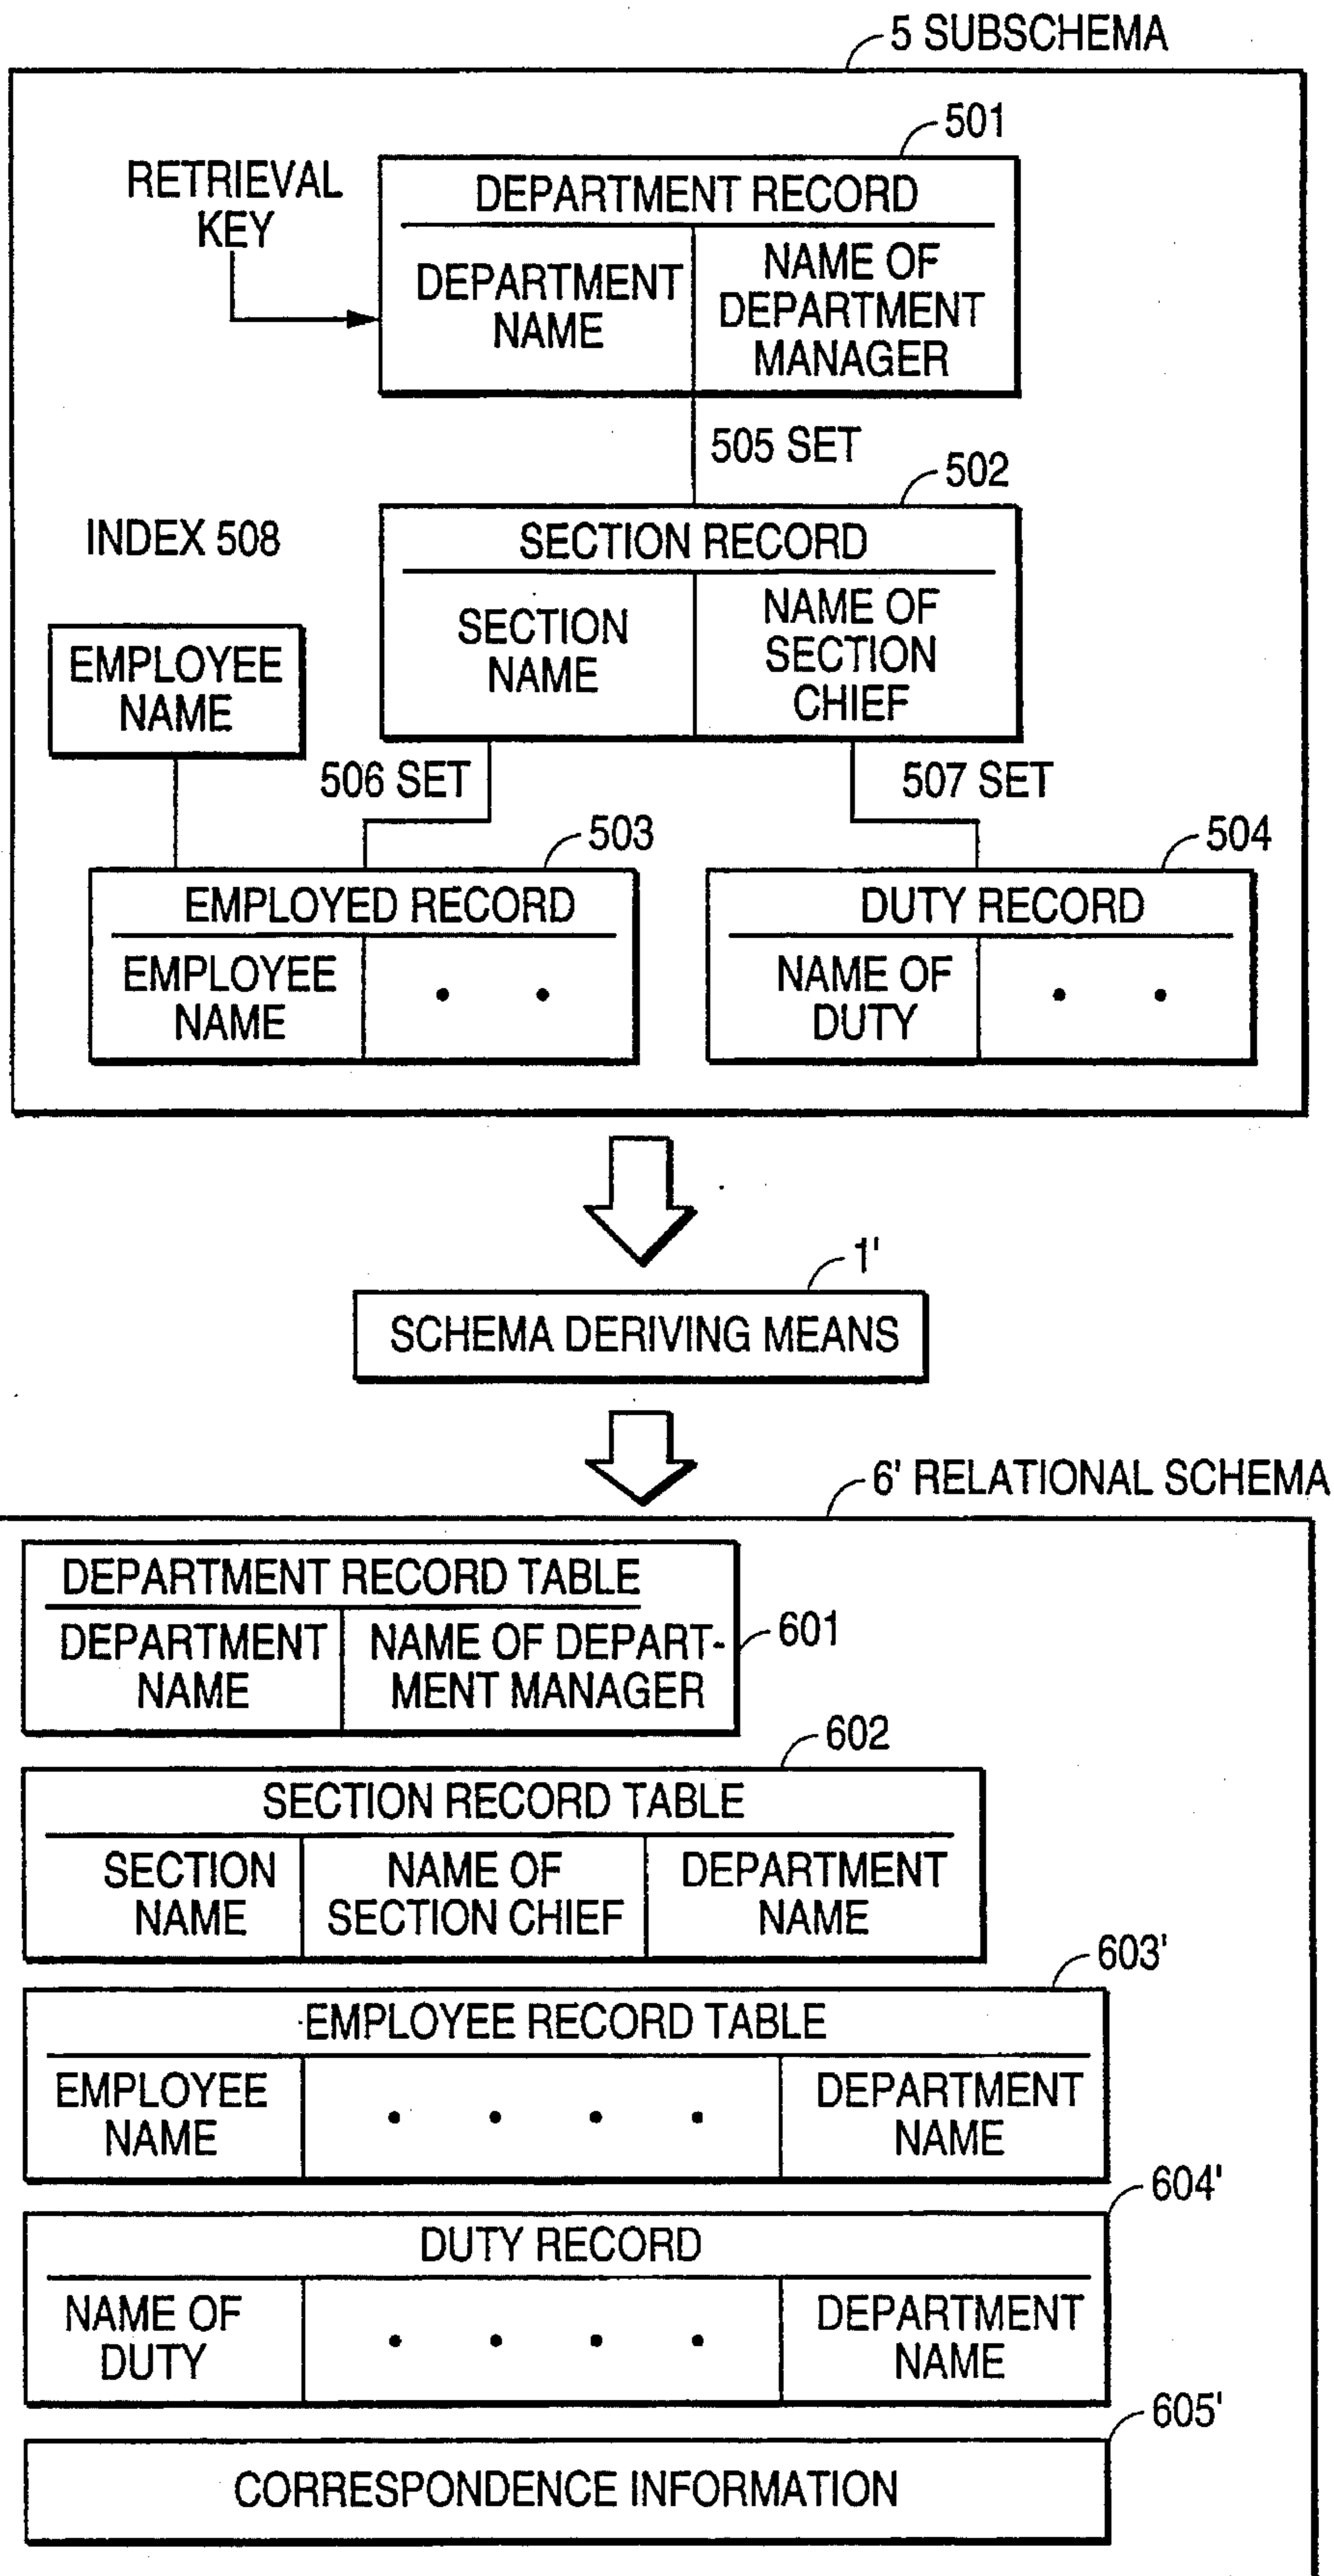 5 SUBSCHEMA
501
RETRIEVAL
KEY
DEPARTMENT RECORD
DEPARTMENT
NAME
NAME OF
DEPARTMENT
MANAGER
505 SET
502
INDEX 508
SECTION RECORD
SECTION
NAME
NAME OF
SECTION
CHIEF
EMPLOYEE
NAME
506 SET
507 SET
503
504
EMPLOYED RECORD
EMPLOYEE
NAME
• •
DUTY RECORD
NAME OF
DUTY
• •
1'
SCHEMA DERIVING MEANS
6' RELATIONAL SCHEMA
DEPARTMENT RECORD TABLE
DEPARTMENT
NAME
NAME OF DEPART-
MENT MANAGER
601
602
SECTION RECORD TABLE
SECTION
NAME
NAME OF
SECTION CHIEF
DEPARTMENT
NAME
603'
EMPLOYEE RECORD TABLE
EMPLOYEE
NAME
• • • •
DEPARTMENT
NAME
604'
DUTY RECORD
NAME OF
DUTY
• • • •
DEPARTMENT
NAME
605'
CORRESPONDENCE INFORMATION